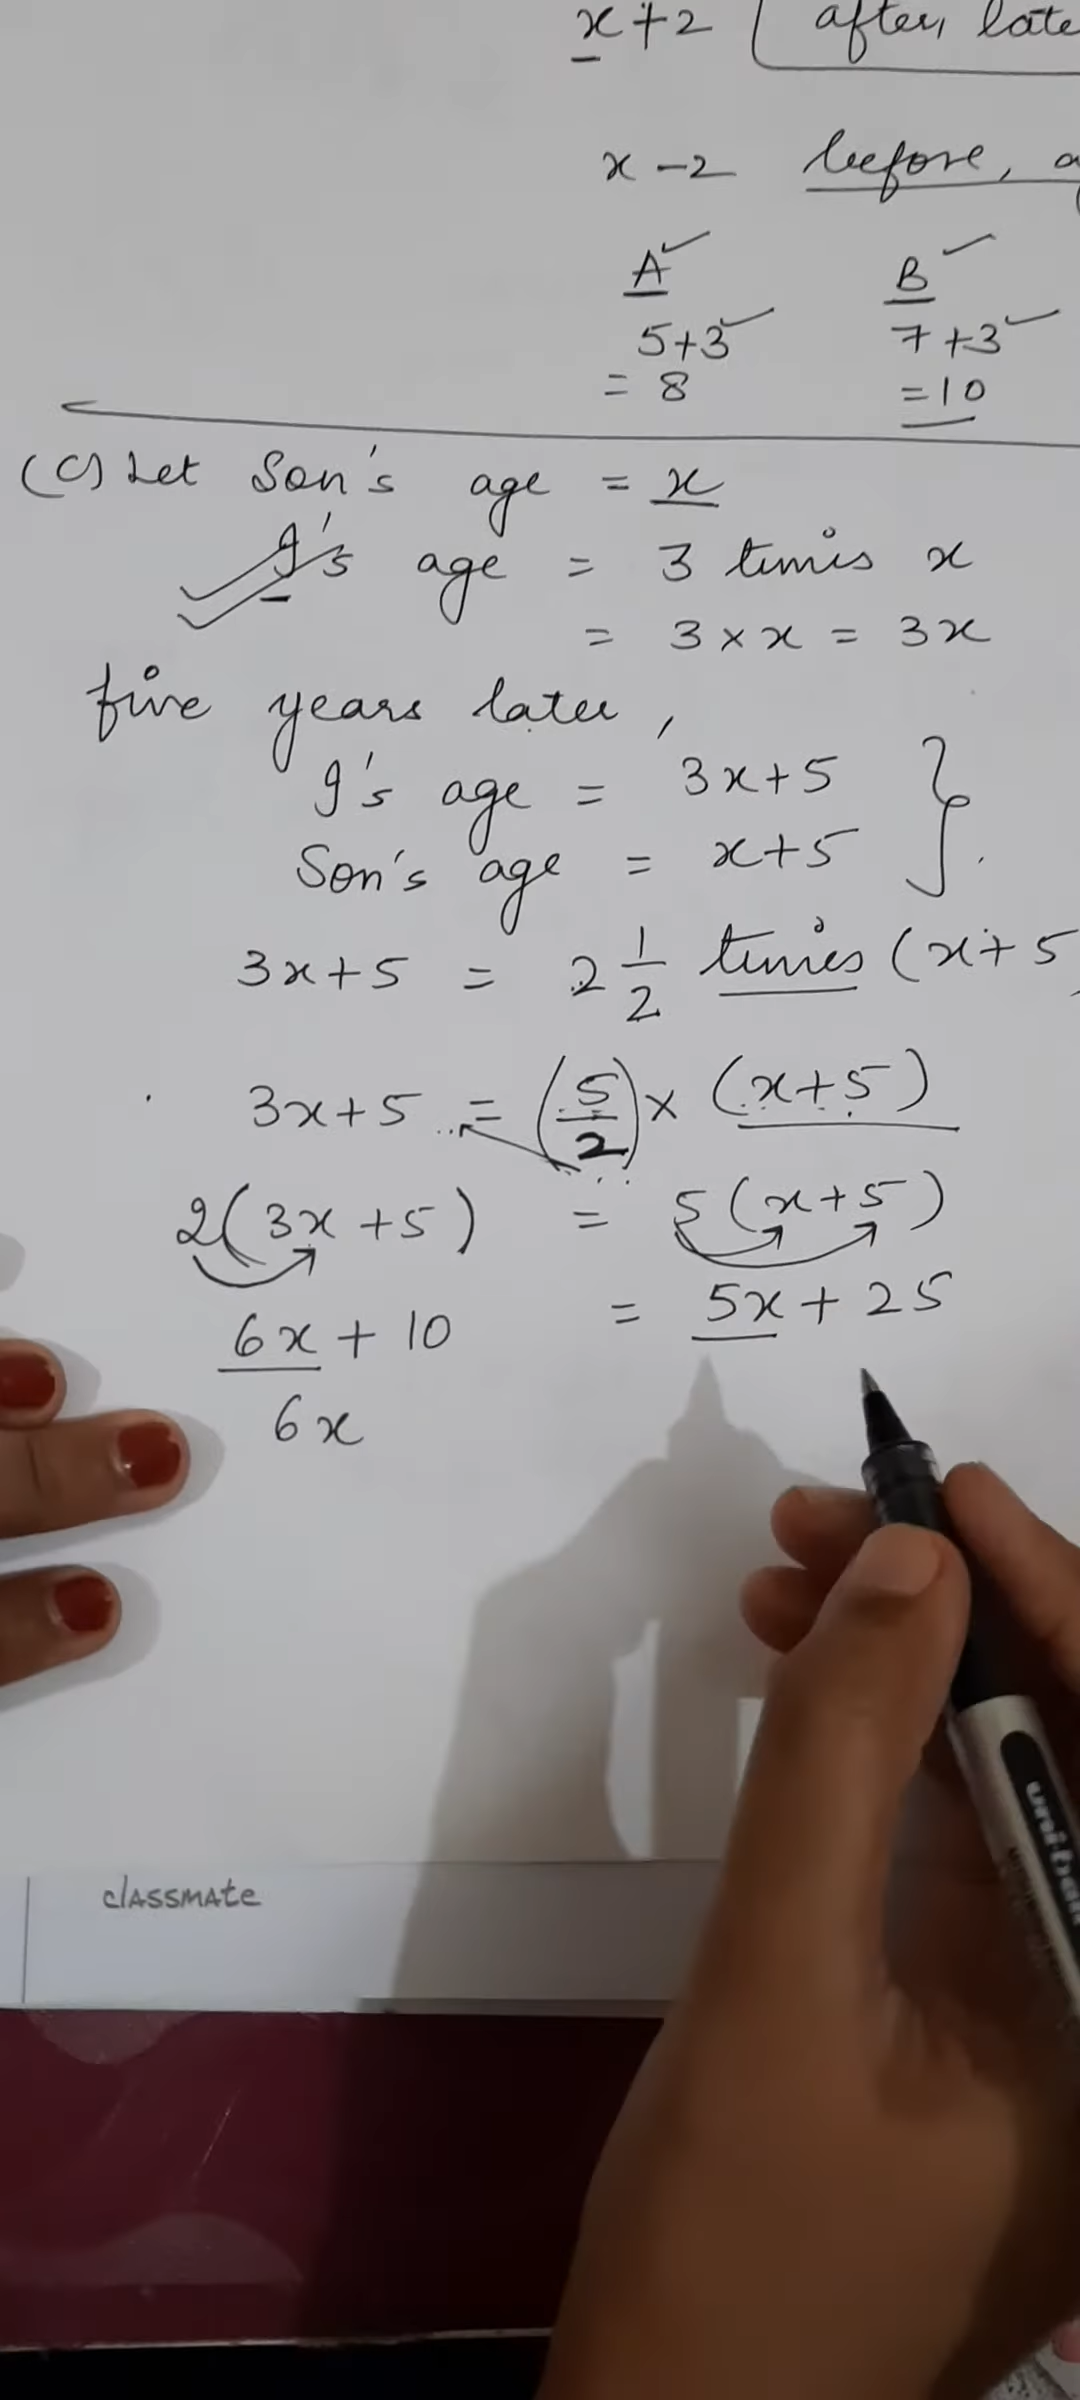 x+2 after, late
x-2 before, a
A B
5+3 7+3
= 8 =10
(C) Let Son's age = x
I's age = 3 times x
= 3 × x = 3x
five years later,
I's age = 3x+5
Son's age = x+5
3x+5 = 2 1/2 times (x+5
3x+5 = (5/2) × (x+5)
2(3x+5) = 5(x+5)
6x + 10 = 5x + 25
6x
uni-ball
classmate